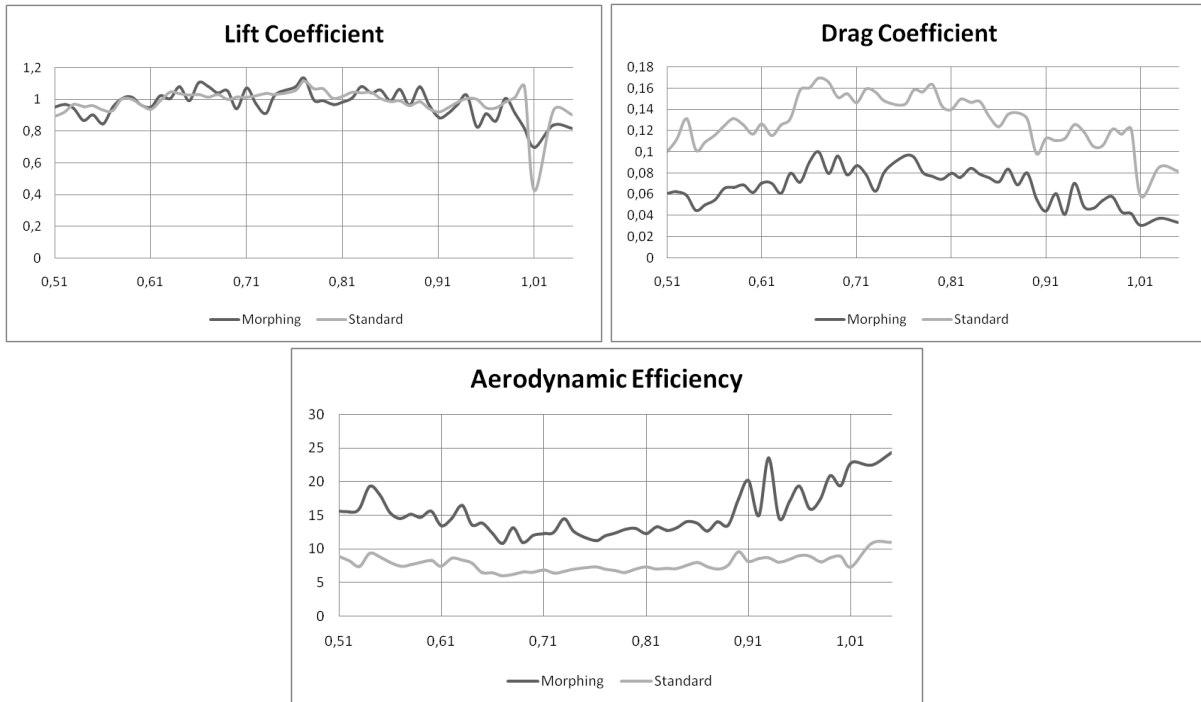 Lift Coefficient
1,2
1
0,8
0,6
0,4
0,2
0
0,51 0,61 0,71 0,81 0,91 1,01
Morphing Standard
Drag Coefficient
0,18
0,16
0,14
0,12
0,1
0,08
0,06
0,04
0,02
0
0,51 0,61 0,71 0,81 0,91 1,01
Morphing Standard
Aerodynamic Efficiency
30
25
20
15
10
5
0
0,51 0,61 0,71 0,81 0,91 1,01
Morphing Standard